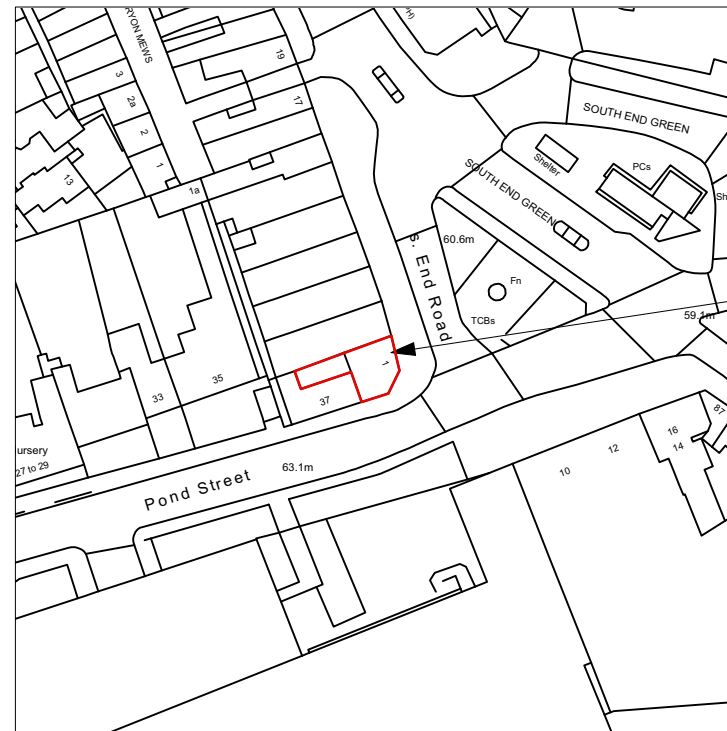 RYON MEWS
19
3
17
2a
SOUTH END GREEN
2
Shelter
PCs
13
1
SOUTH END GREEN
1a
Sh
60.6m
s. End Road
Fn
59.1m
TCBs
1
35
33
37
87
16
14
ursery
12
27 to 29
10
63.1m
Pond Street